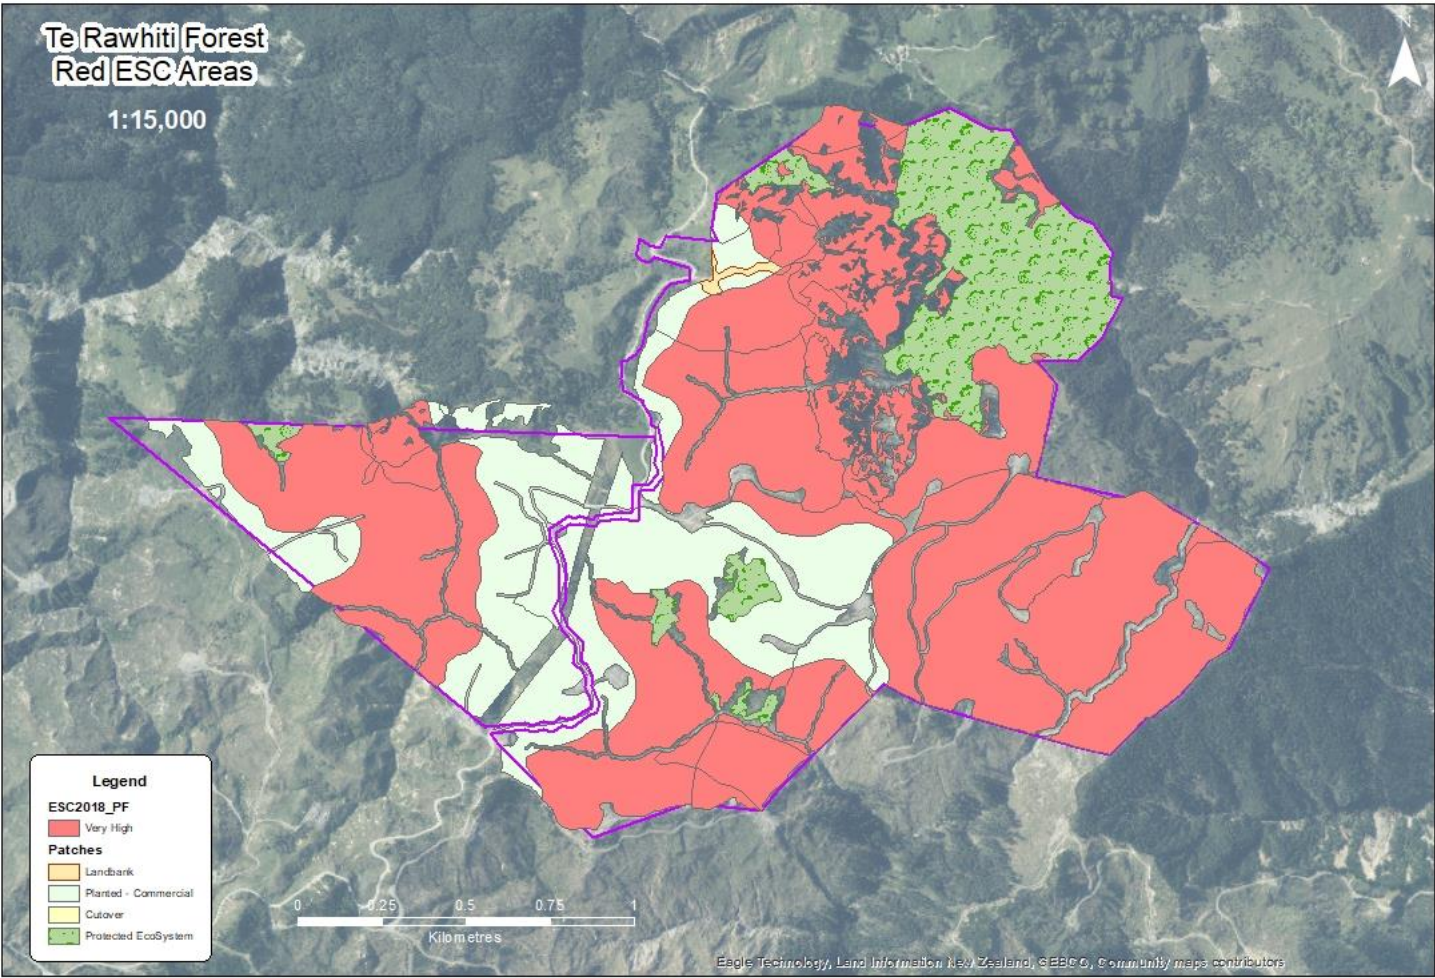 Te Rawhiti Forest
Red ESC Areas
1:15,000
Legend
ESC2018_PF
Very High
Patches
Landbank
Planted - Commercial
Cutover
Protected EcoSystem
0 0.25 0.5 0.75 1
Kilometres
Eagle Technology, Land Information New Zealand, GEBCO, Community maps contributors